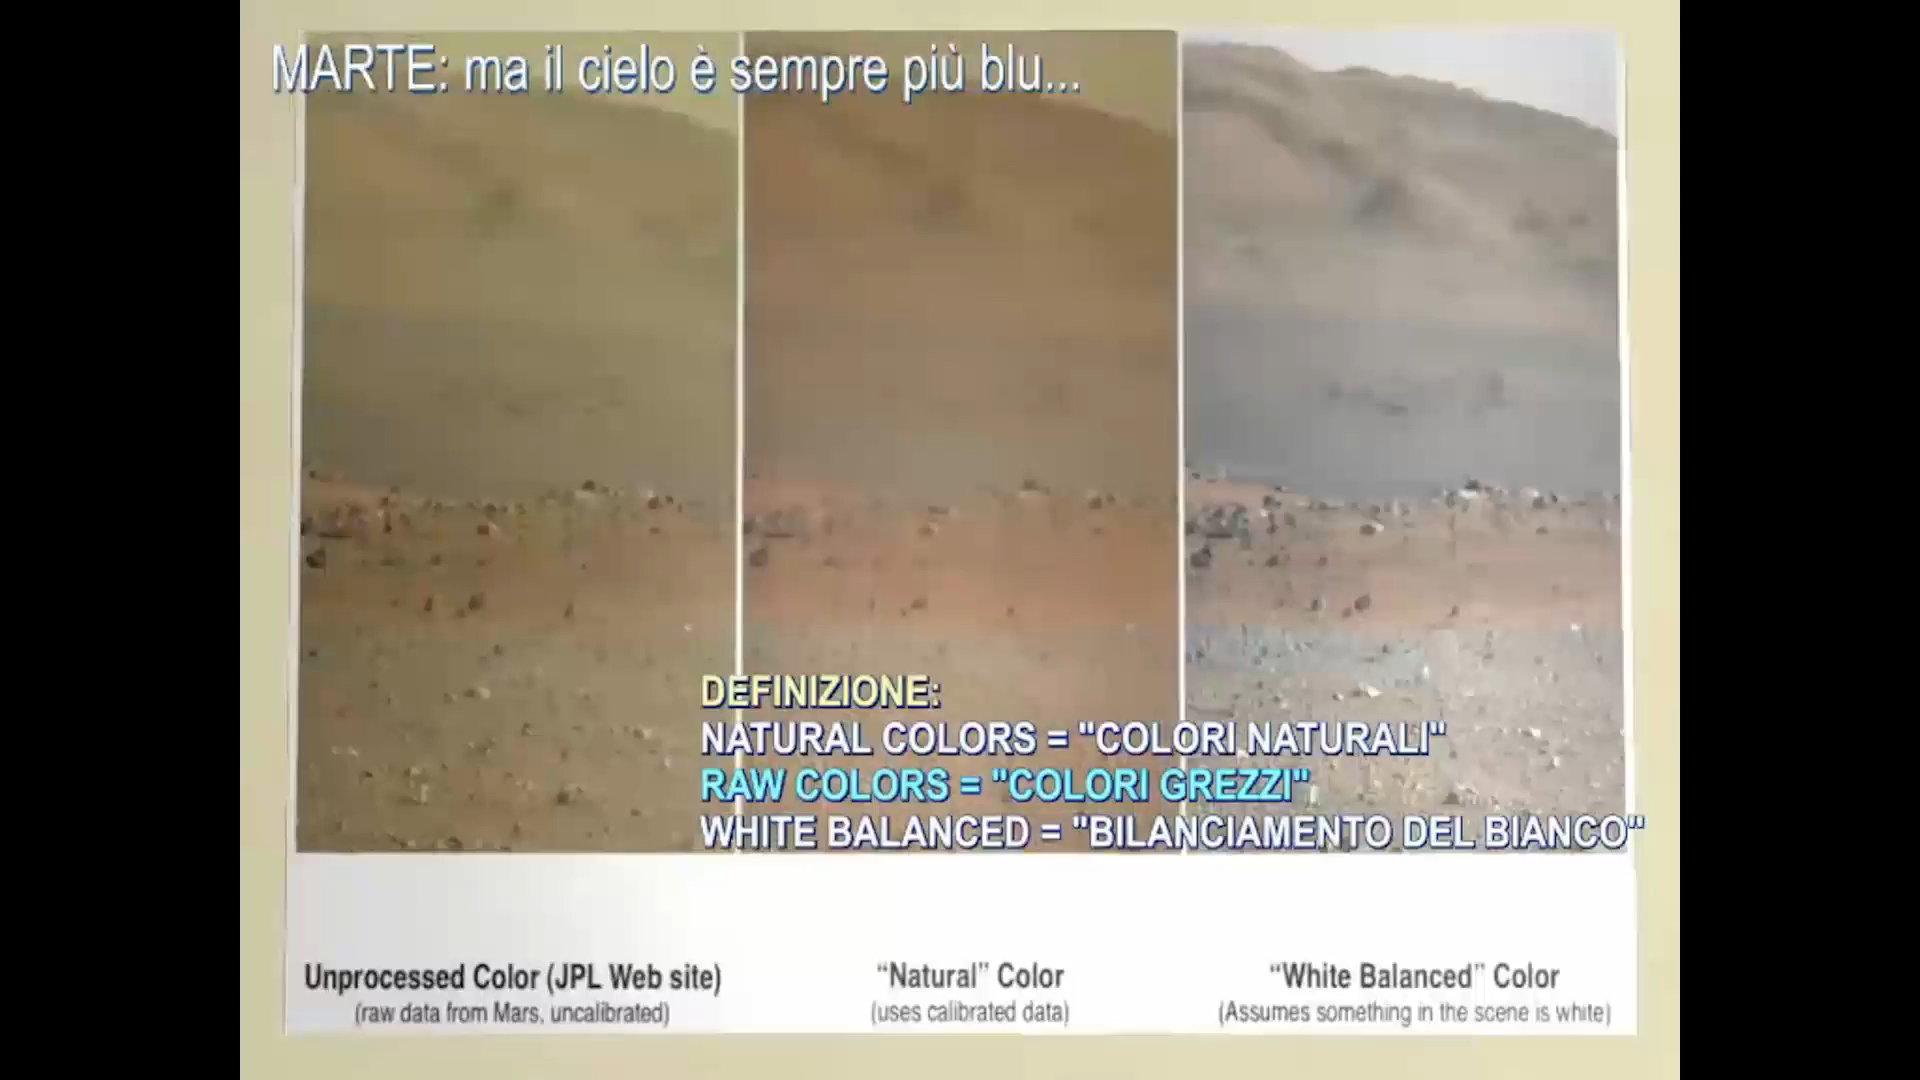 MARTE: ma il cielo è sempre più blu...
DEFINIZIONE:
NATURAL COLORS = "COLORI NATURALI"
RAW COLORS = "COLORI GREZZI"
WHITE BALANCED = "BILANCIAMENTO DEL BIANCO"
Unprocessed Color (JPL Web site)
(raw data from Mars, uncalibrated)
“Natural” Color
(uses calibrated data)
“White Balanced” Color
(Assumes something in the scene is white)